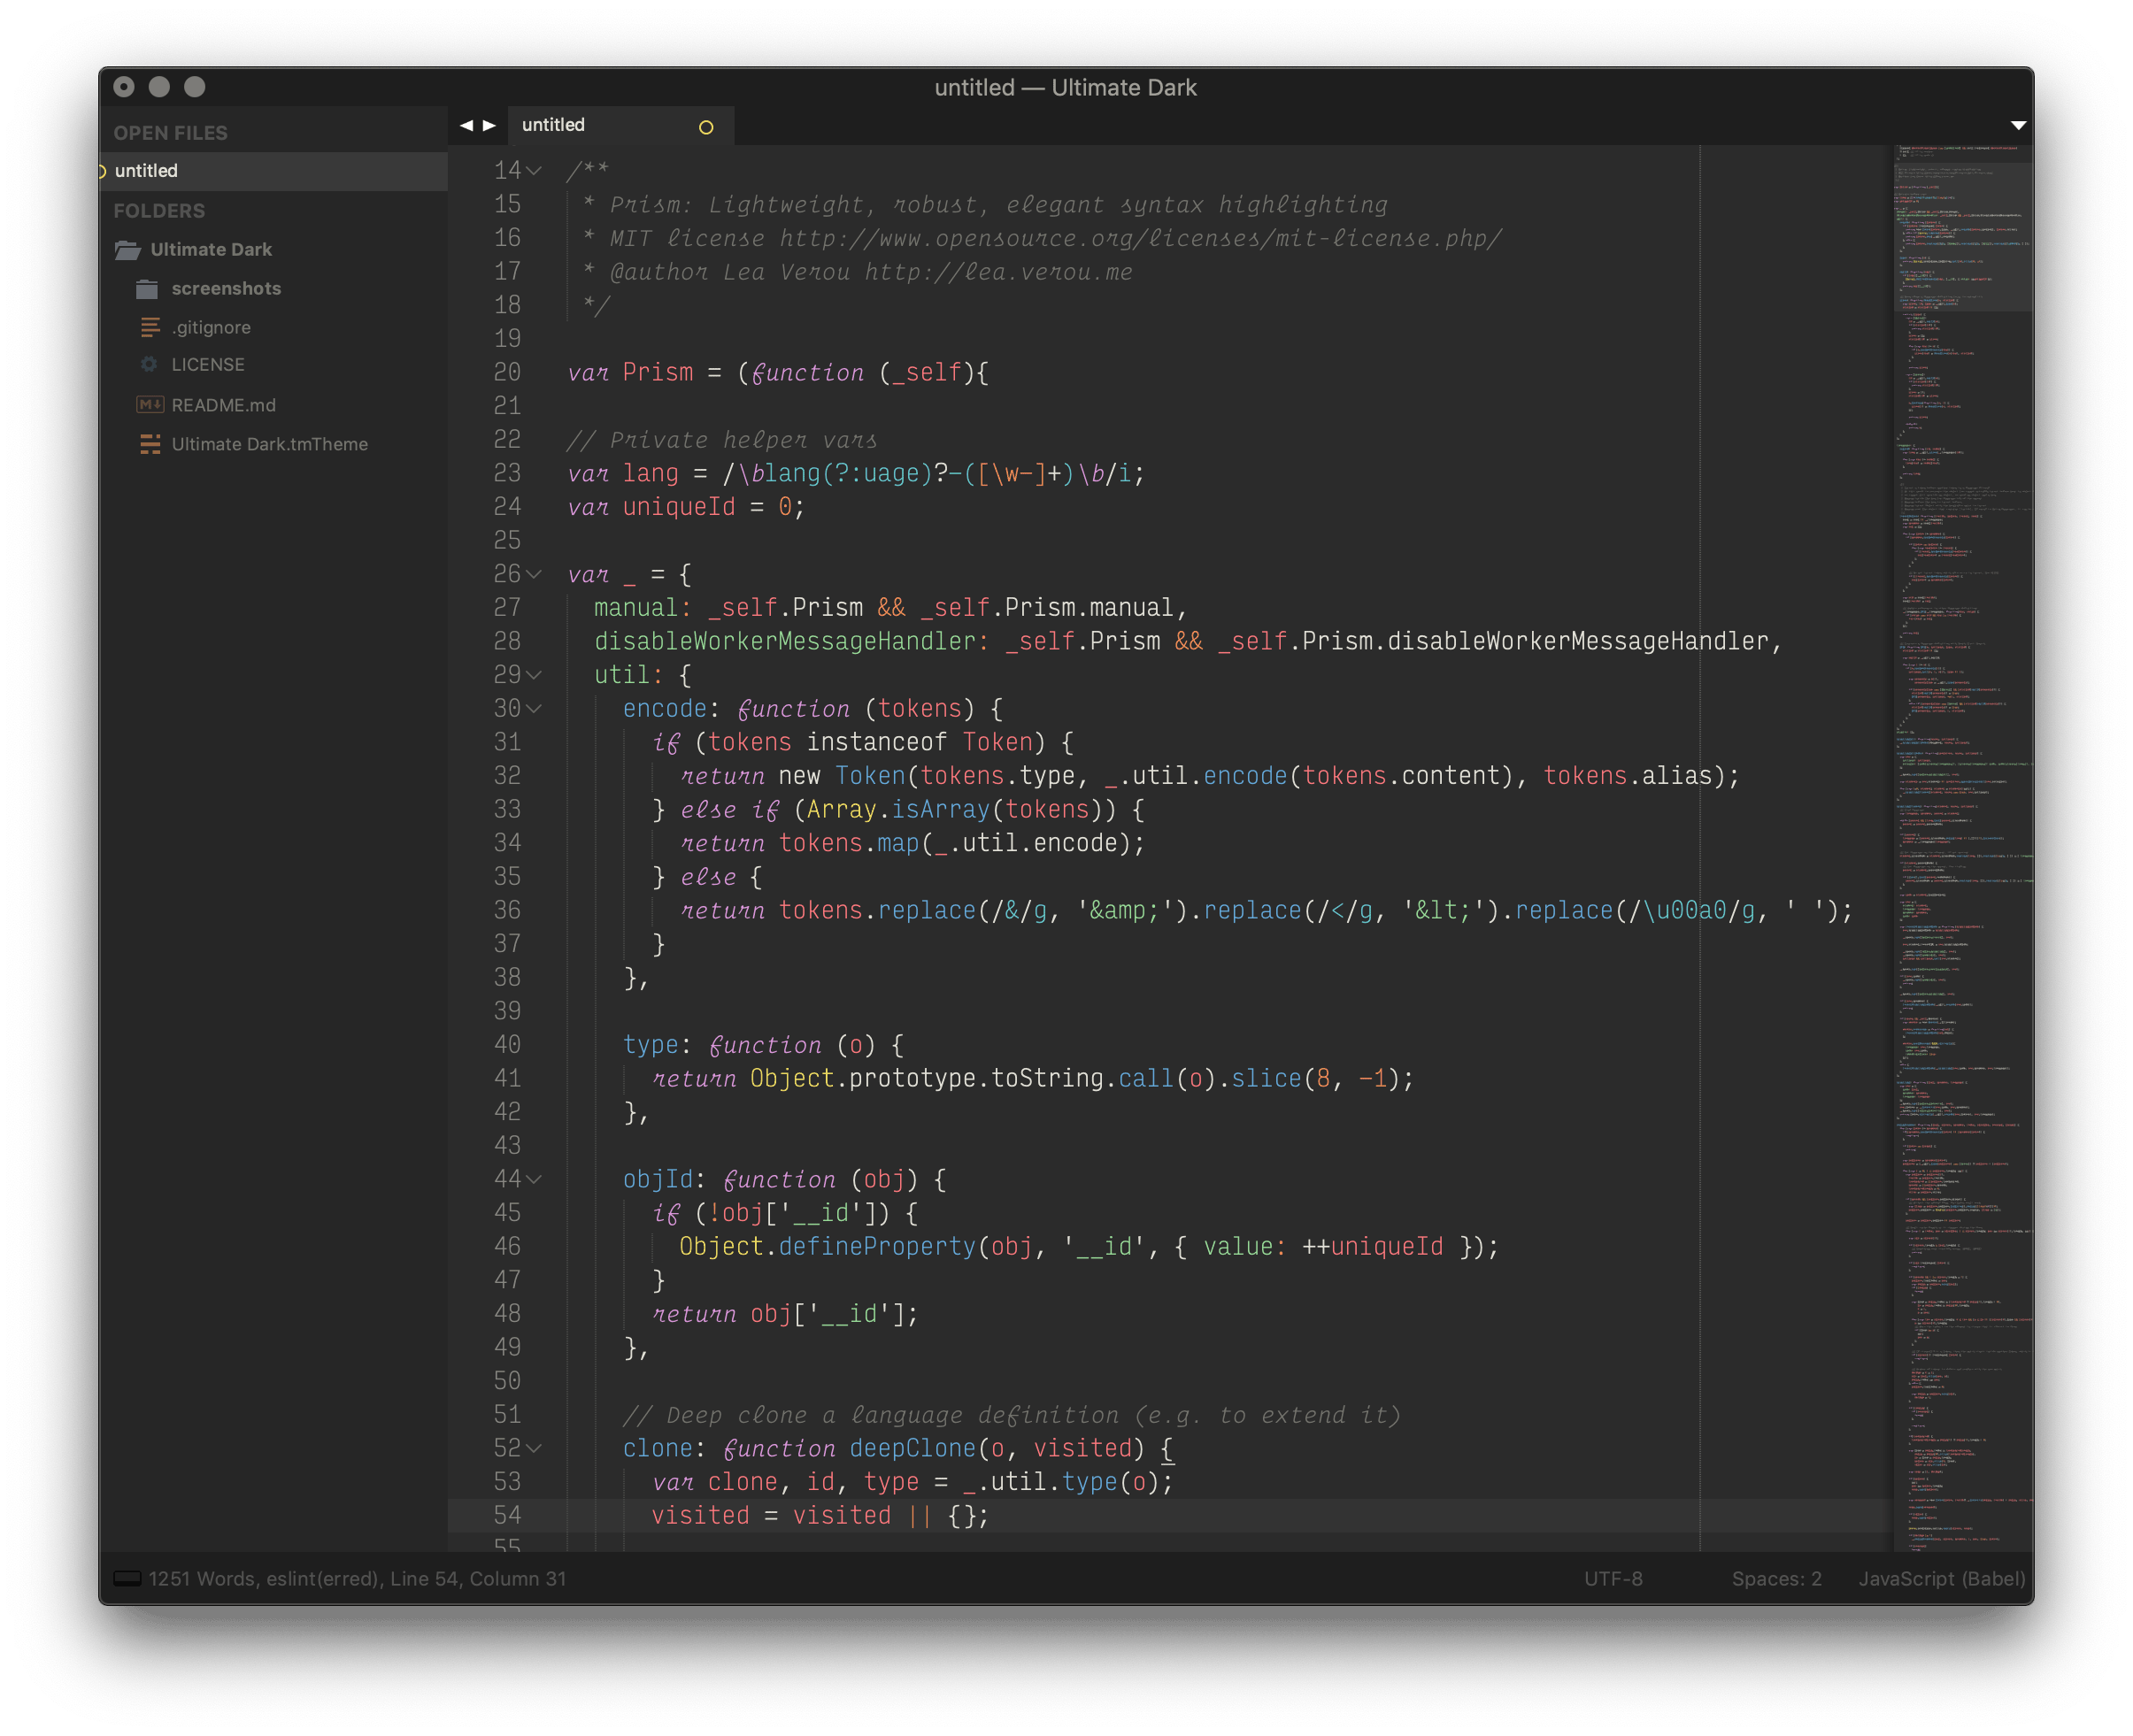 untitled — Ultimate Dark
OPEN FILES
untitled
FOLDERS
Ultimate Dark
screenshots
.gitignore
LICENSE
README.md
Ultimate Dark.tmTheme
untitled
14 /**
15  * Prism: Lightweight, robust, elegant syntax highlighting
16  * MIT license http://www.opensource.org/licenses/mit-license.php/
17  * @author Lea Verou http://lea.verou.me
18  */
19
20 var Prism = (function (_self){
21
22 // Private helper vars
23 var lang = /\blang(?:uage)?-([\w-]+)\b/i;
24 var uniqueId = 0;
25
26 var _ = {
27   manual: _self.Prism && _self.Prism.manual,
28   disableWorkerMessageHandler: _self.Prism && _self.Prism.disableWorkerMessageHandler,
29   util: {
30     encode: function (tokens) {
31       if (tokens instanceof Token) {
32         return new Token(tokens.type, _.util.encode(tokens.content), tokens.alias);
33       } else if (Array.isArray(tokens)) {
34         return tokens.map(_.util.encode);
35       } else {
36         return tokens.replace(/&/g, '&amp;').replace(/</g, '&lt;').replace(/\u00a0/g, ' ');
37       }
38     },
39
40     type: function (o) {
41       return Object.prototype.toString.call(o).slice(8, -1);
42     },
43
44     objId: function (obj) {
45       if (!obj['__id']) {
46         Object.defineProperty(obj, '__id', { value: ++uniqueId });
47       }
48       return obj['__id'];
49     },
50
51     // Deep clone a language definition (e.g. to extend it)
52     clone: function deepClone(o, visited) {
53       var clone, id, type = _.util.type(o);
54       visited = visited || {};
55
1251 Words, eslint(erred), Line 54, Column 31
UTF-8
Spaces: 2
JavaScript (Babel)
M↓